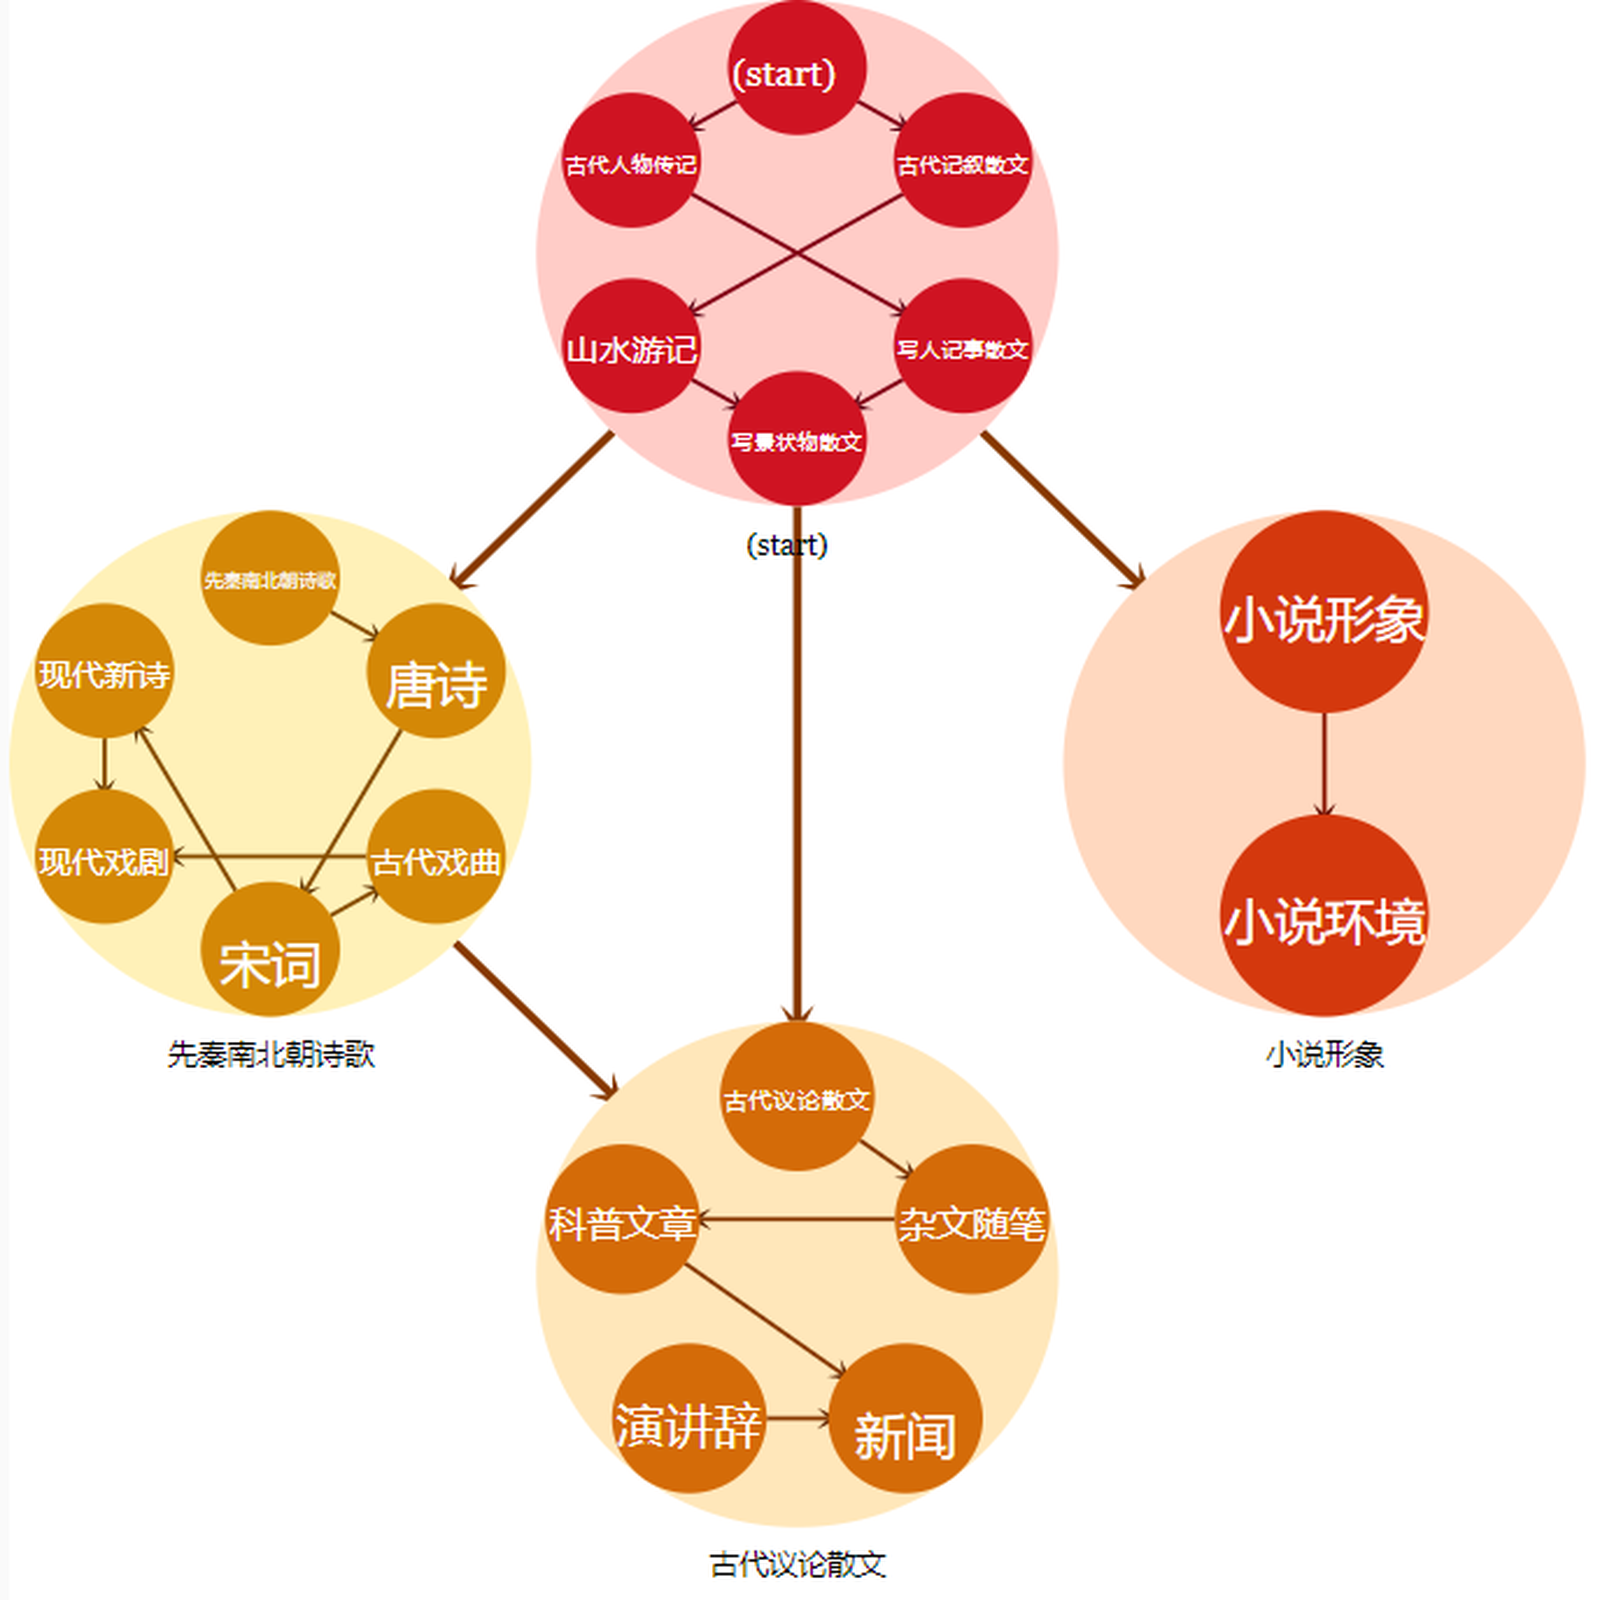 (start)
古代人物传记
古代记叙散文
山水游记
写人记事散文
写景状物散文
(start)
先秦南北朝诗歌
现代新诗
唐诗
现代戏剧
古代戏曲
宋词
先秦南北朝诗歌
小说形象
小说环境
小说形象
古代议论散文
科普文章
杂文随笔
演讲辞
新闻
古代议论散文